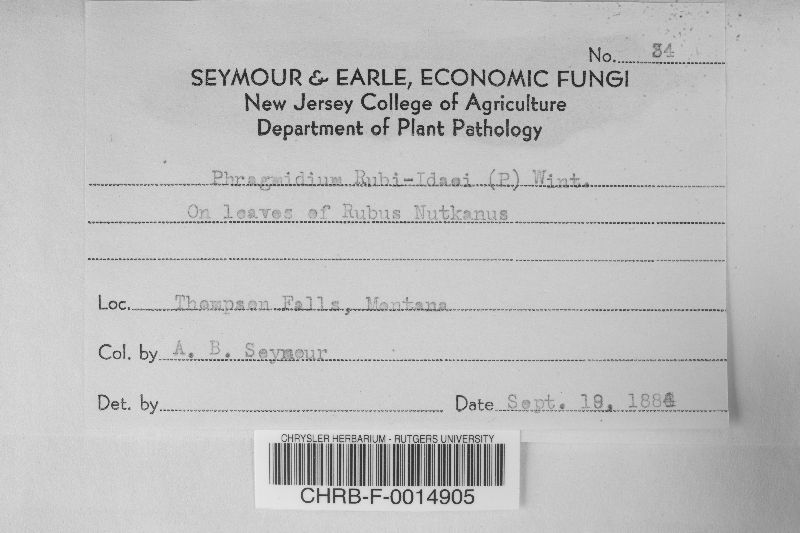 No. 34
SEYMOUR & EARLE, ECONOMIC FUNGI
New Jersey College of Agriculture
Department of Plant Pathology
Phragmidium Rubi-Idaei (P.) Wint.
On leaves of Rubus Nutkanus
Loc. Thompson Falls, Montana
Col. by A. B. Seymour
Det. by Date Sept. 19, 1884
CHRYSLER HERBARIUM - RUTGERS UNIVERSITY
CHRB-F-0014905